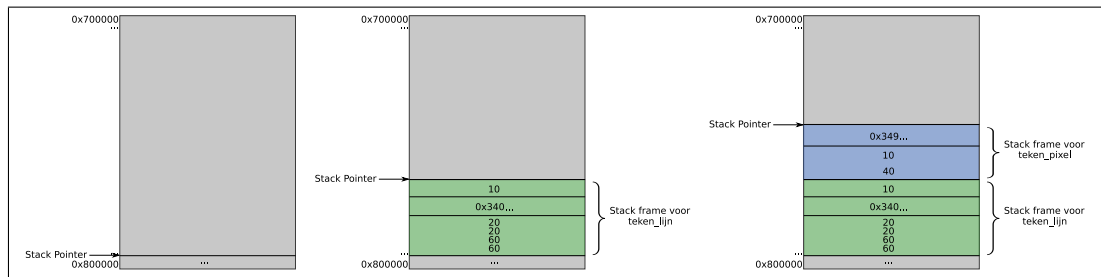 0x700000
...
Stack Pointer
...
0x800000
...
0x700000
...
Stack Pointer
10
0x340...
20
20
60
60
Stack frame voor
teken_lijn
...
0x800000
...
0x700000
...
Stack Pointer
0x349...
10
40
Stack frame voor
teken_pixel
10
0x340...
20
20
60
60
Stack frame voor
teken_lijn
...
0x800000
...